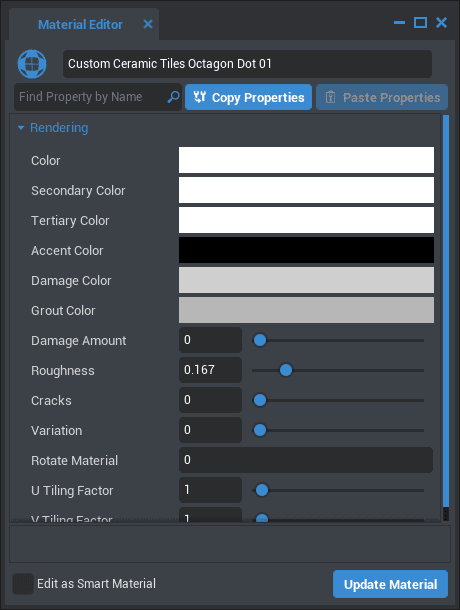 Material Editor
Custom Ceramic Tiles Octagon Dot 01
Find Property by Name Copy Properties Paste Properties
Rendering
Color
Secondary Color
Tertiary Color
Accent Color
Damage Color
Grout Color
Damage Amount 0
Roughness 0.167
Cracks 0
Variation 0
Rotate Material 0
U Tiling Factor 1
V Tiling Factor 1
Edit as Smart Material Update Material